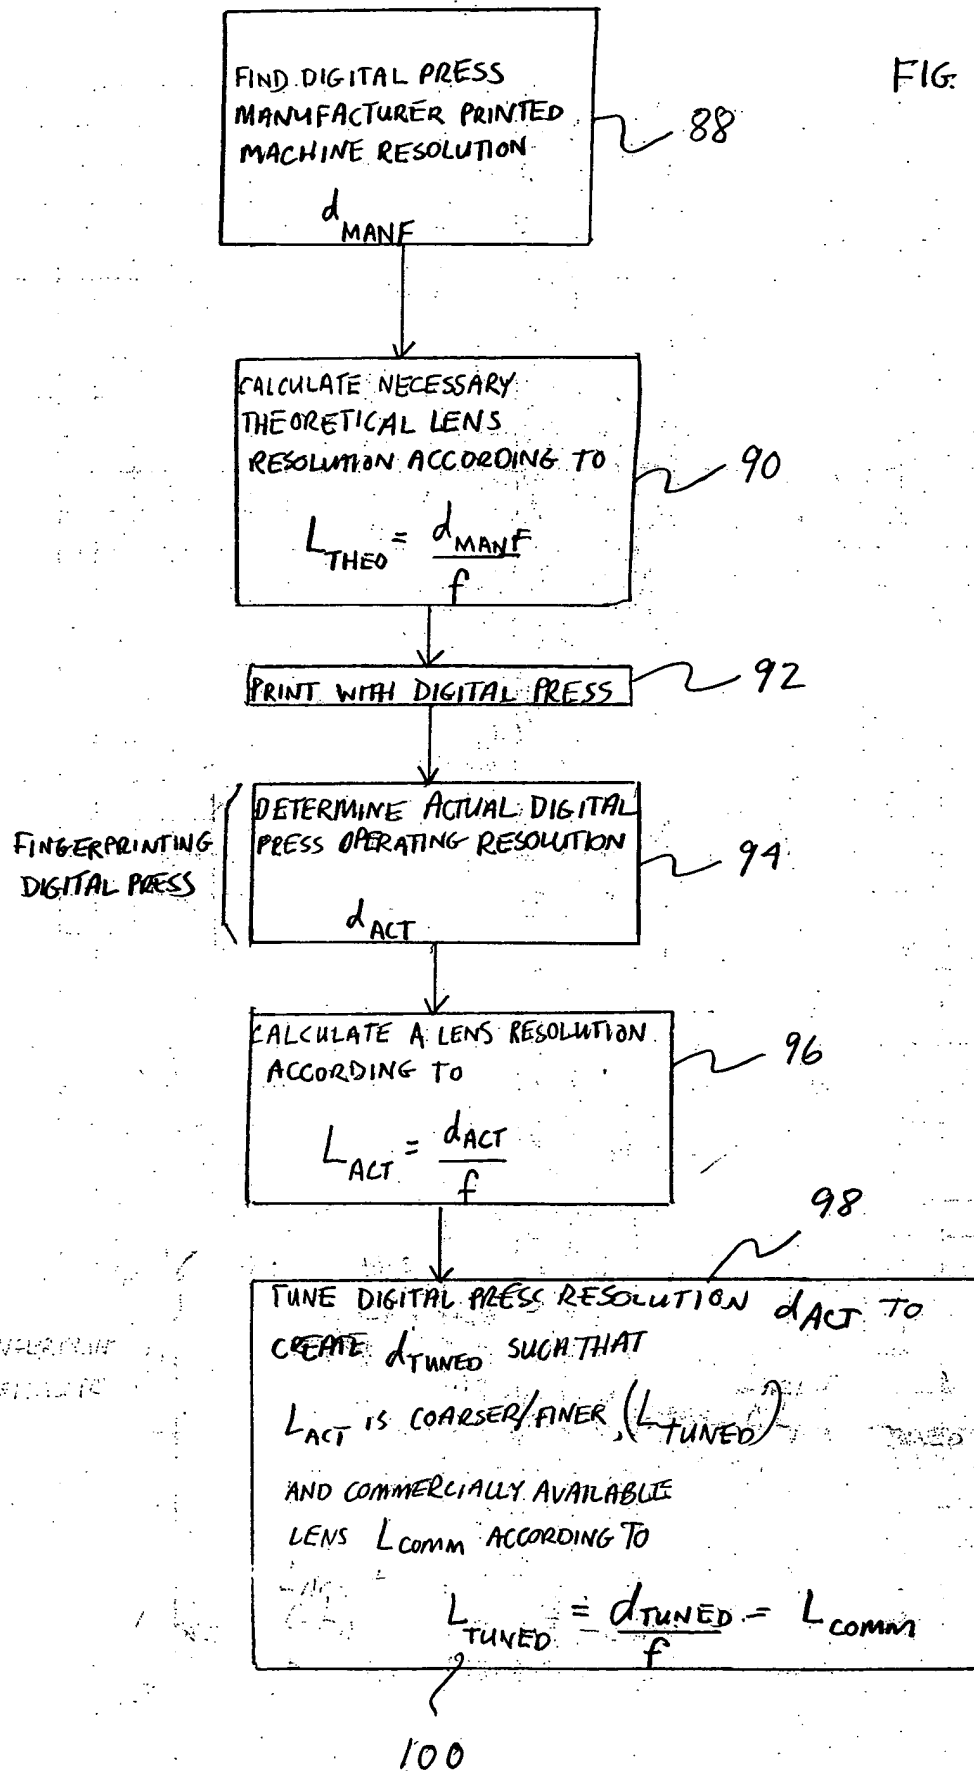 FIG.
FIND DIGITAL PRESS
MANUFACTURER PRINTED
MACHINE RESOLUTION
d MANF
88
CALCULATE NECESSARY
THEORETICAL LENS
RESOLUTION ACCORDING TO
L THEO = d MANF / f
90
PRINT WITH DIGITAL PRESS
92
FINGERPRINTING
DIGITAL PRESS
DETERMINE ACTUAL DIGITAL
PRESS OPERATING RESOLUTION
d ACT
94
CALCULATE A LENS RESOLUTION
ACCORDING TO
L ACT = d ACT / f
96
98
TUNE DIGITAL PRESS RESOLUTION d ACT TO
CREATE d TUNED SUCH THAT
L ACT IS COARSER/FINER, (L TUNED)
AND COMMERCIALLY AVAILABLE
LENS L COMM ACCORDING TO
L TUNED = d TUNED / f = L COMM
100